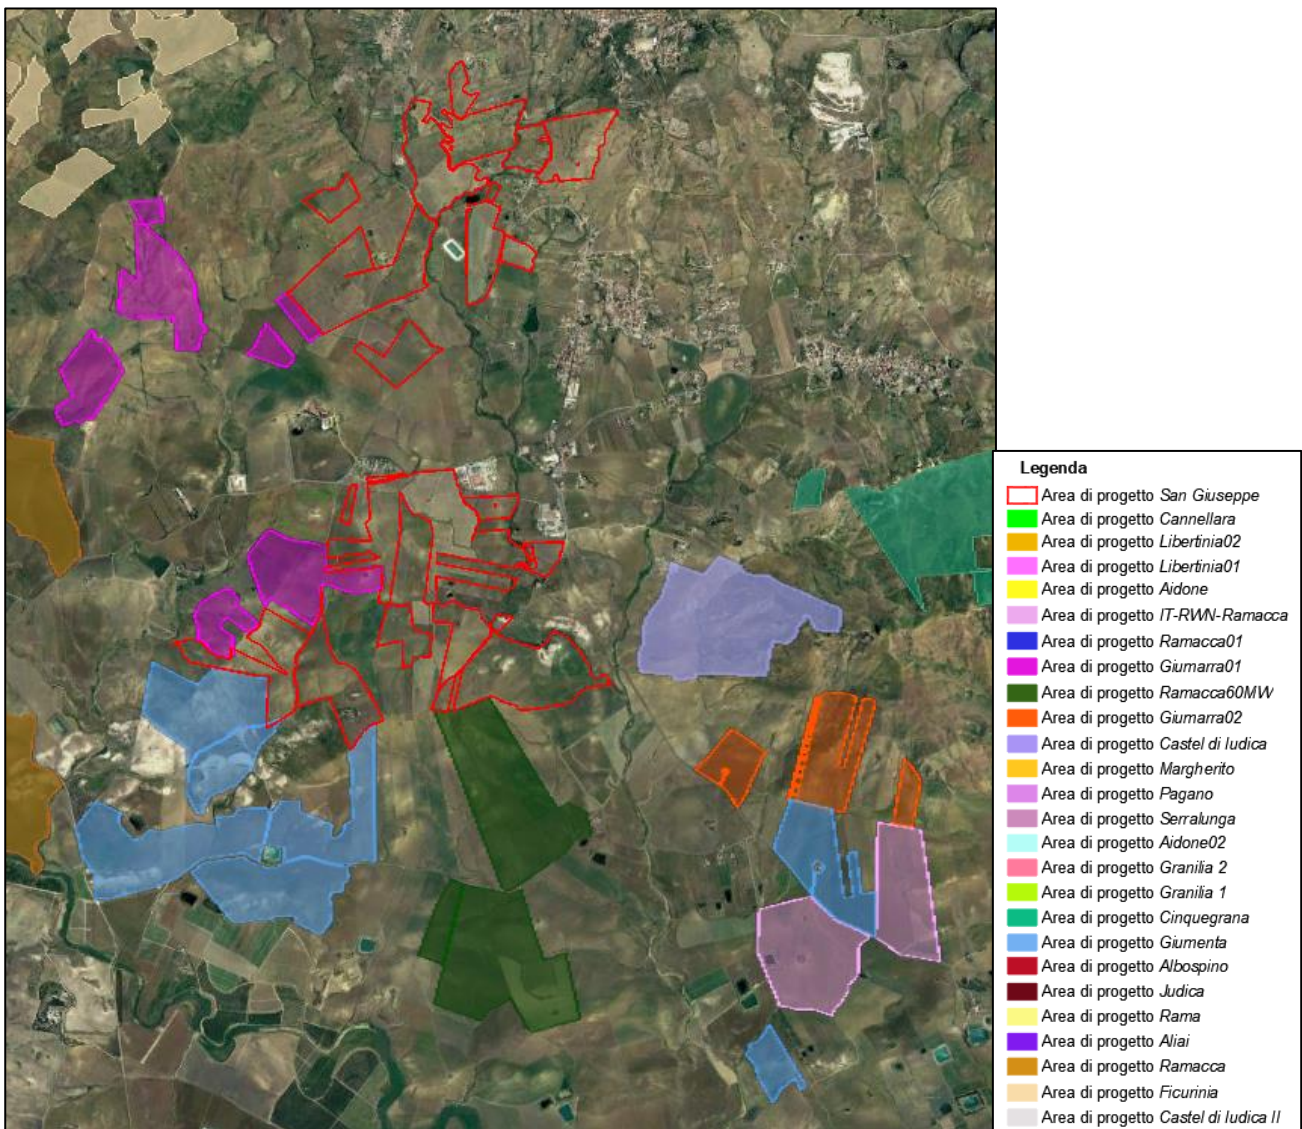 Legenda
Area di progetto San Giuseppe
Area di progetto Cannellara
Area di progetto Libertinia02
Area di progetto Libertinia01
Area di progetto Aidone
Area di progetto IT-RWN-Ramacca
Area di progetto Ramacca01
Area di progetto Giumarra01
Area di progetto Ramacca60MW
Area di progetto Giumarra02
Area di progetto Castel di Iudica
Area di progetto Margherito
Area di progetto Pagano
Area di progetto Serralunga
Area di progetto Aidone02
Area di progetto Granilia 2
Area di progetto Granilia 1
Area di progetto Cinquegrana
Area di progetto Giumenta
Area di progetto Albospino
Area di progetto Judica
Area di progetto Rama
Area di progetto Aliai
Area di progetto Ramacca
Area di progetto Ficurinia
Area di progetto Castel di Iudica II